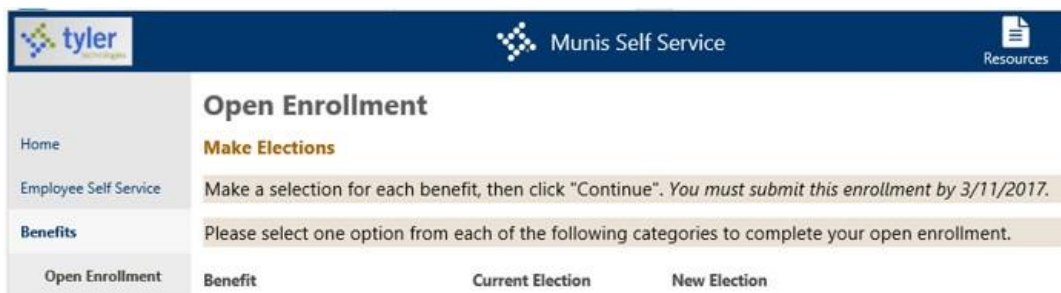 tyler
technologies
Munis Self Service
Resources
Open Enrollment
Home
Make Elections
Employee Self Service
Make a selection for each benefit, then click "Continue". You must submit this enrollment by 3/11/2017.
Benefits
Please select one option from each of the following categories to complete your open enrollment.
Open Enrollment
Benefit Current Election New Election